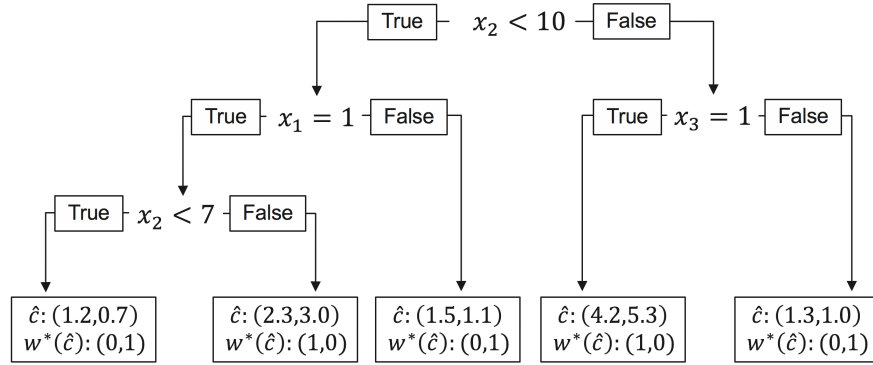 True x₂ < 10 False
True x₁ = 1 False True x₃ = 1 False
True x₂ < 7 False
ĉ: (1.2,0.7) ĉ: (2.3,3.0) ĉ: (1.5,1.1) ĉ: (4.2,5.3) ĉ: (1.3,1.0)
w*(ĉ): (0,1) w*(ĉ): (1,0) w*(ĉ): (0,1) w*(ĉ): (1,0) w*(ĉ): (0,1)